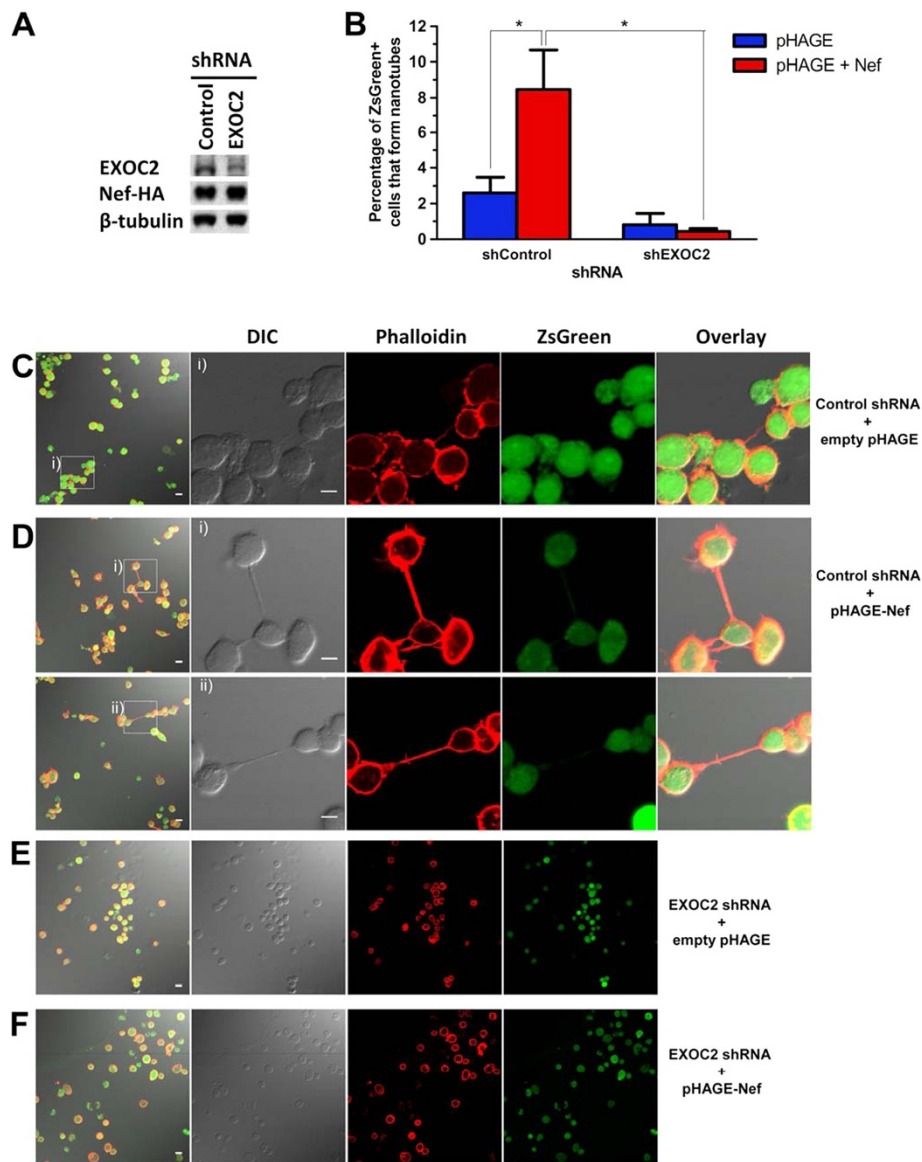 A
shRNA
Control
EXOC2
EXOC2
Nef-HA
β-tubulin
B
Percentage of ZsGreen+
cells that form nanotubes
12
10
8
6
4
2
0
*
*
pHAGE
pHAGE + Nef
shControl
shEXOC2
shRNA
DIC
Phalloidin
ZsGreen
Overlay
C
i)
i)
Control shRNA
+
empty pHAGE
D
i)
i)
Control shRNA
+
pHAGE-Nef
ii)
ii)
E
EXOC2 shRNA
+
empty pHAGE
F
EXOC2 shRNA
+
pHAGE-Nef